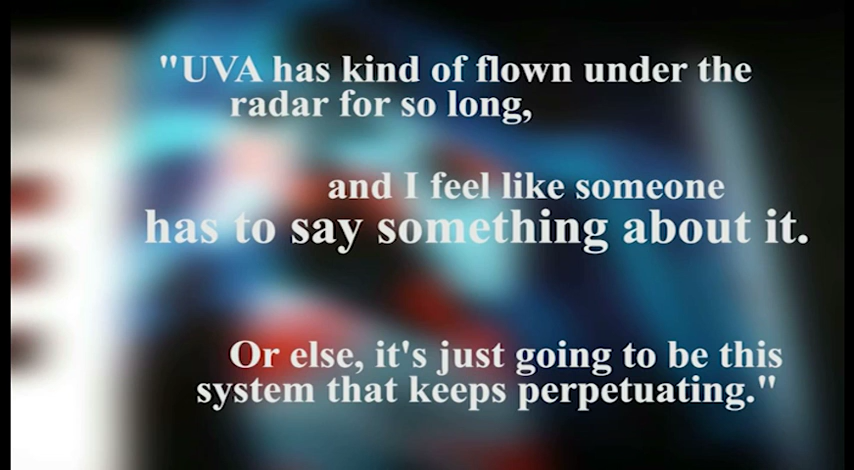 "UVA has kind of flown under the
radar for so long,
and I feel like someone
has to say something about it.
Or else, it's just going to be this
system that keeps perpetuating."